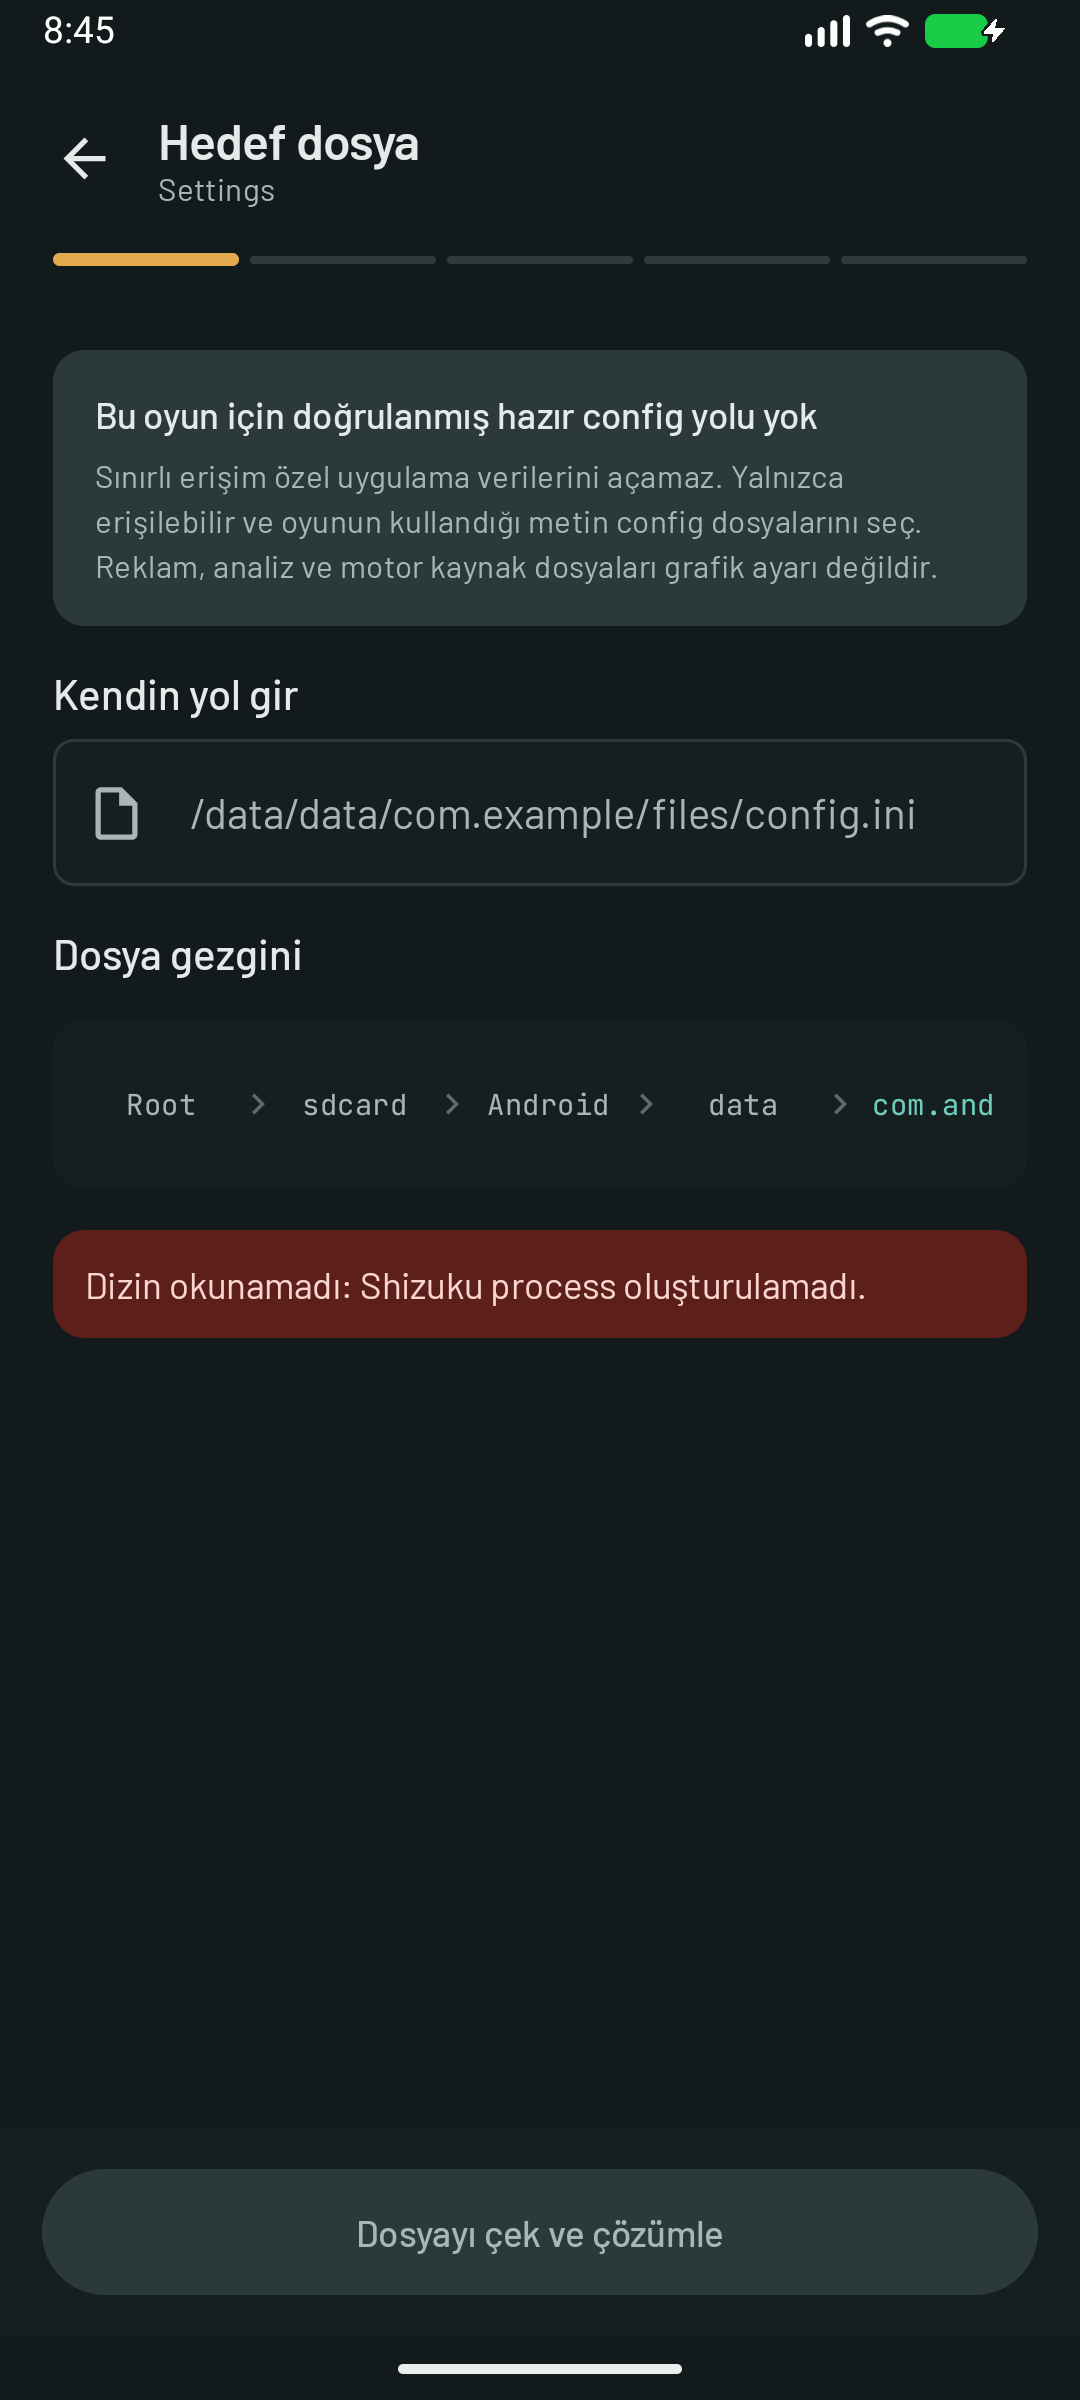 8:45
Hedef dosya
Settings
Bu oyun için doğrulanmış hazır config yolu yok
Sınırlı erişim özel uygulama verilerini açamaz. Yalnızca
erişilebilir ve oyunun kullandığı metin config dosyalarını seç.
Reklam, analiz ve motor kaynak dosyaları grafik ayarı değildir.
Kendin yol gir
/data/data/com.example/files/config.ini
Dosya gezgini
Root > sdcard > Android > data > com.and
Dizin okunamadı: Shizuku process oluşturulamadı.
Dosyayı çek ve çözümle